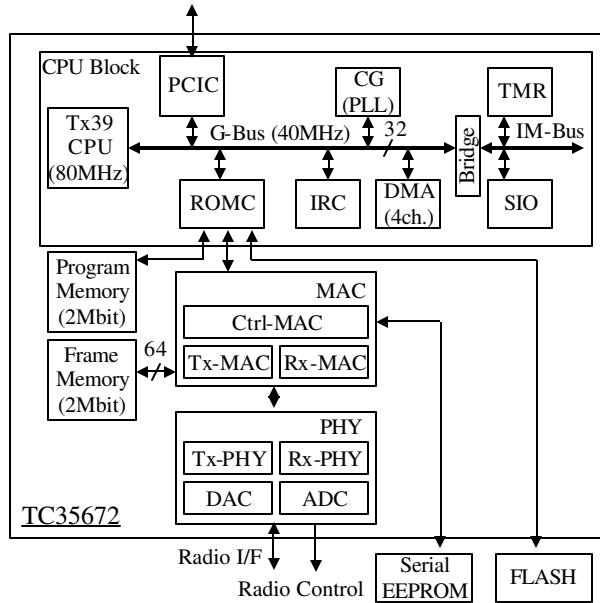 CPU Block
PCIC
CG
(PLL)
TMR
Tx39
CPU
(80MHz)
G-Bus (40MHz)
32
Bridge
IM-Bus
ROMC
IRC
DMA
(4ch.)
SIO
Program
Memory
(2Mbit)
MAC
Ctrl-MAC
Tx-MAC
Rx-MAC
Frame
Memory
(2Mbit)
64
PHY
Tx-PHY
Rx-PHY
DAC
ADC
TC35672
Radio I/F
Radio Control
Serial
EEPROM
FLASH